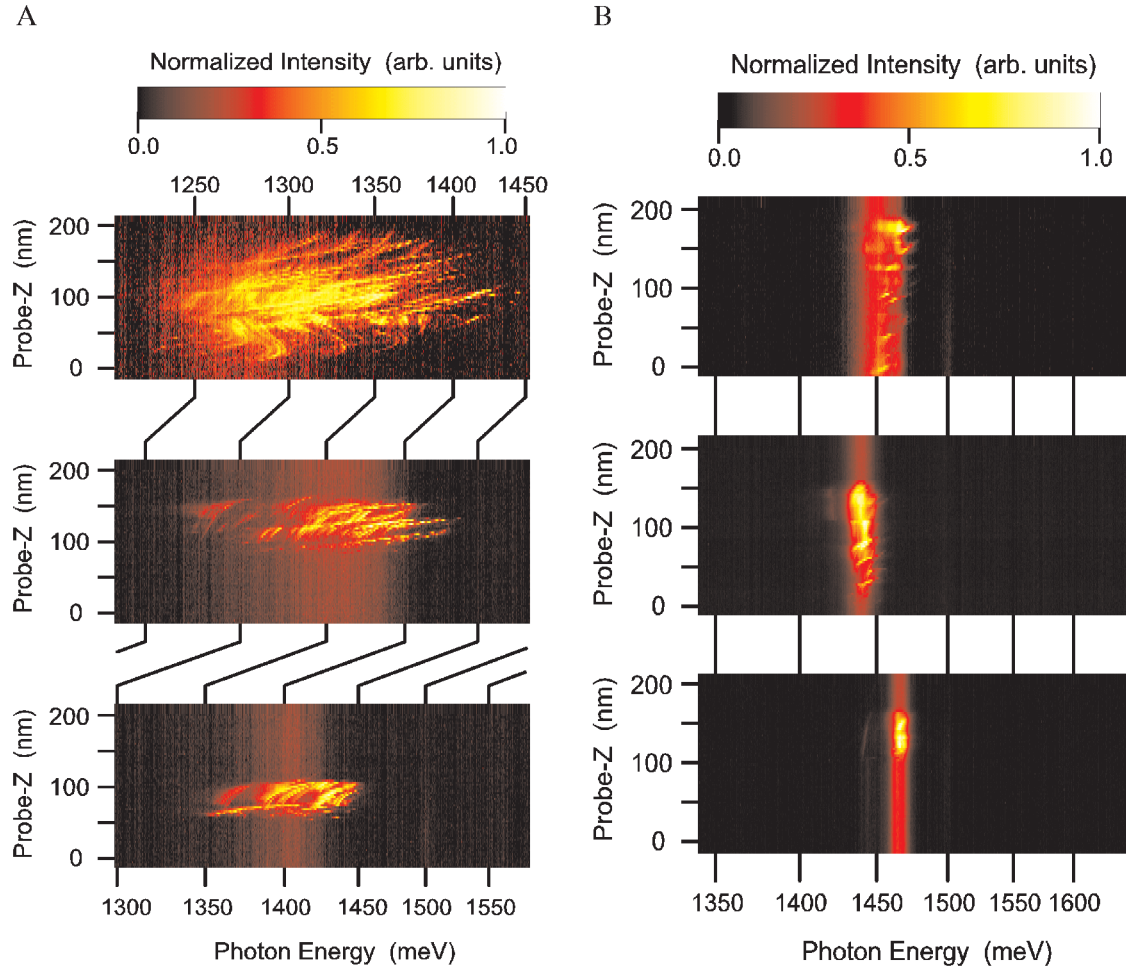 A
Normalized Intensity (arb. units)
0.0 0.5 1.0
1250 1300 1350 1400 1450
200
100
0
Probe-Z (nm)
200
100
0
Probe-Z (nm)
200
100
0
Probe-Z (nm)
1300 1350 1400 1450 1500 1550
Photon Energy (meV)
B
Normalized Intensity (arb. units)
0.0 0.5 1.0
200
100
0
Probe-Z (nm)
200
100
0
Probe-Z (nm)
200
100
0
Probe-Z (nm)
1350 1400 1450 1500 1550 1600
Photon Energy (meV)